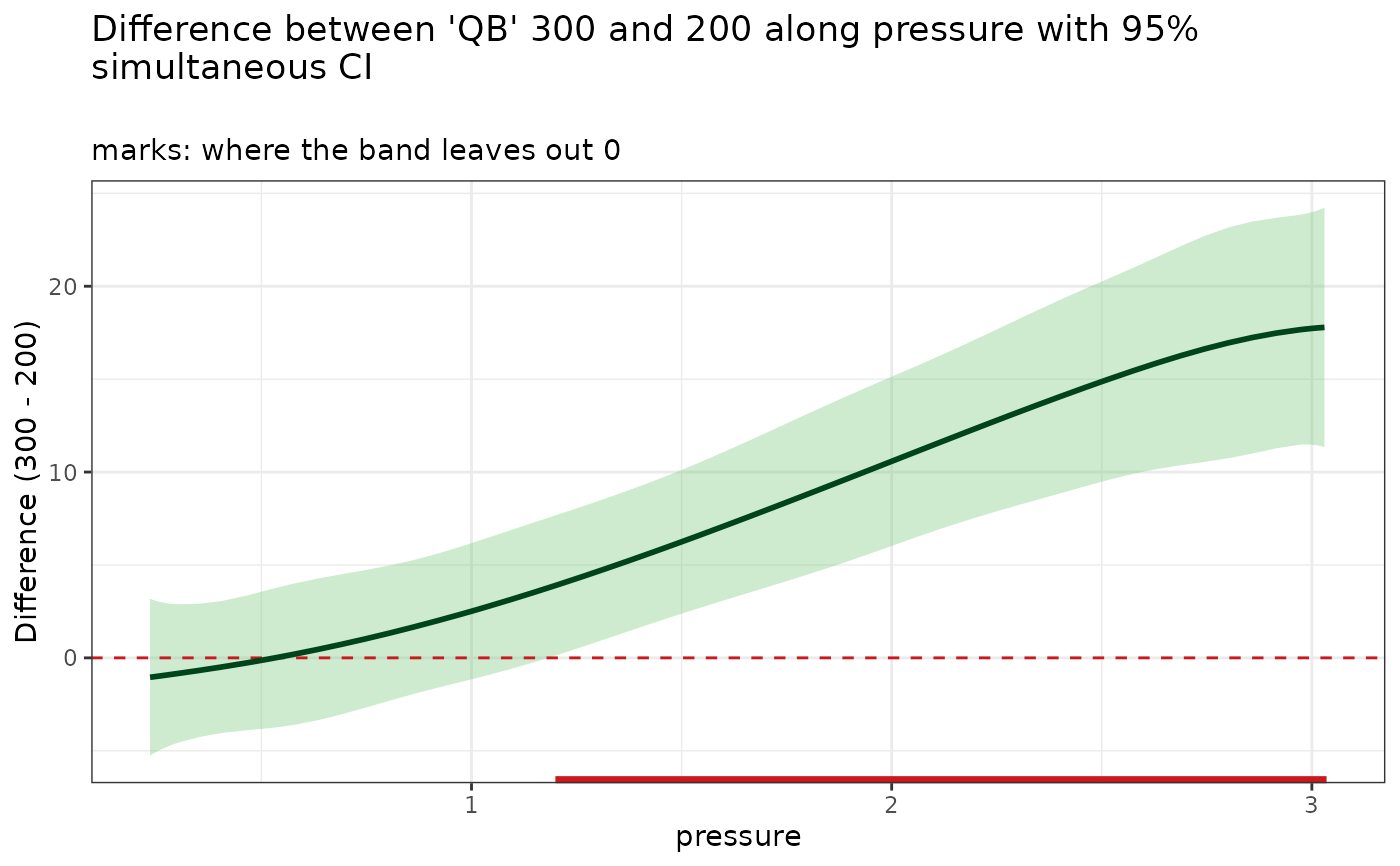 Difference between 'QB' 300 and 200 along pressure with 95%
simultaneous CI
marks: where the band leaves out 0
Difference (300 - 200)
20
10
0
1
2
3
pressure